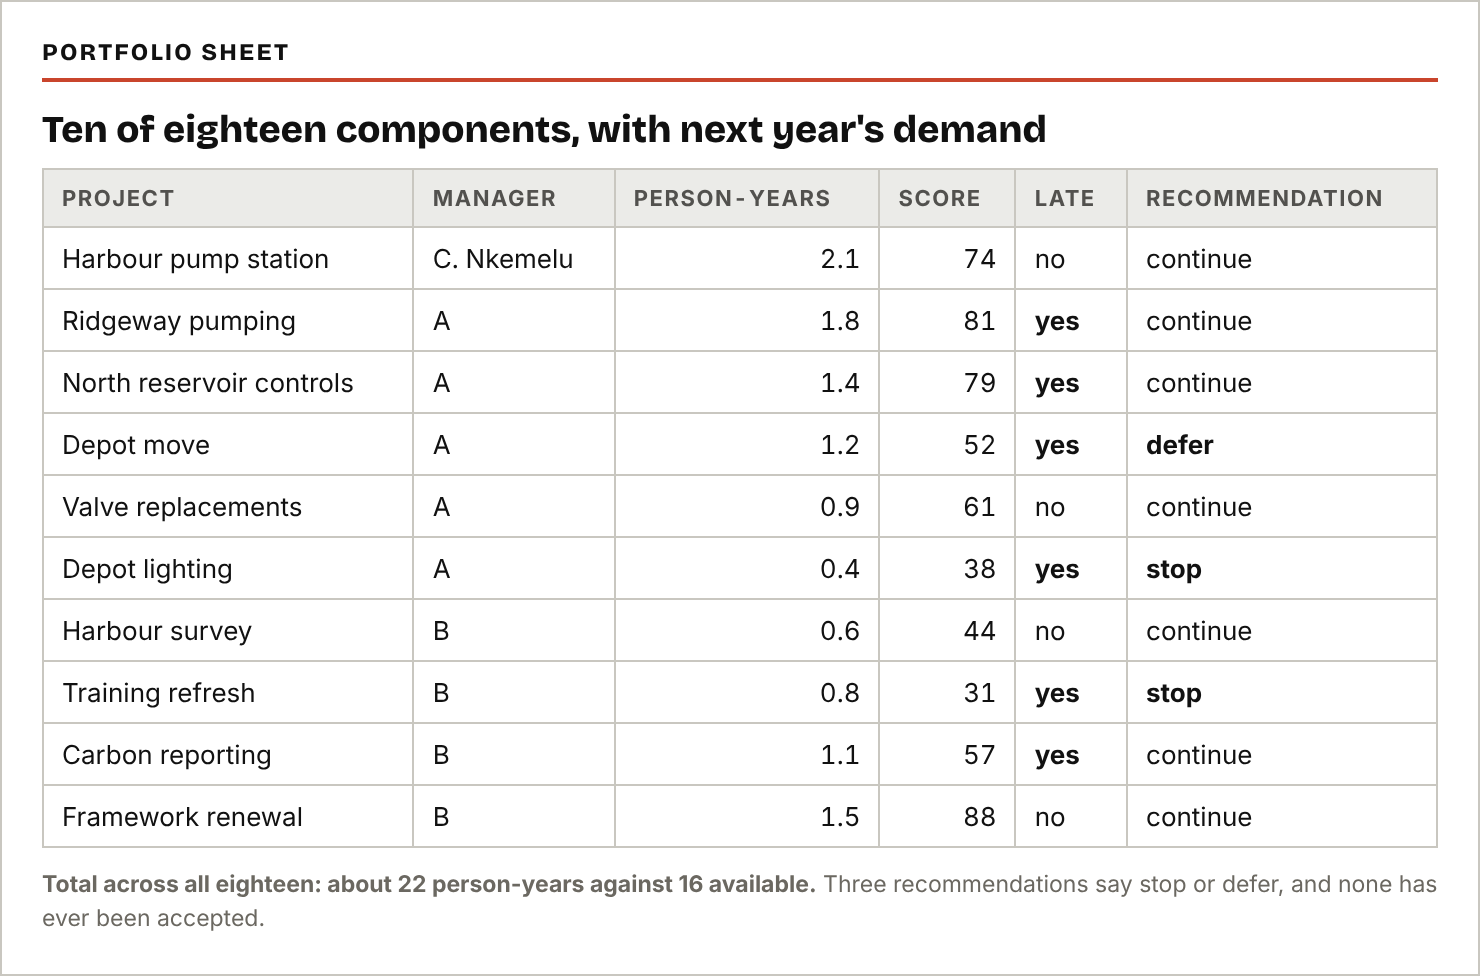 PORTFOLIO SHEET
Ten of eighteen components, with next year's demand
PROJECT MANAGER PERSON-YEARS SCORE LATE RECOMMENDATION
Harbour pump station C. Nkemelu 2.1 74 no continue
Ridgeway pumping A 1.8 81 yes continue
North reservoir controls A 1.4 79 yes continue
Depot move A 1.2 52 yes defer
Valve replacements A 0.9 61 no continue
Depot lighting A 0.4 38 yes stop
Harbour survey B 0.6 44 no continue
Training refresh B 0.8 31 yes stop
Carbon reporting B 1.1 57 yes continue
Framework renewal B 1.5 88 no continue
Total across all eighteen: about 22 person-years against 16 available. Three recommendations say stop or defer, and none has
ever been accepted.